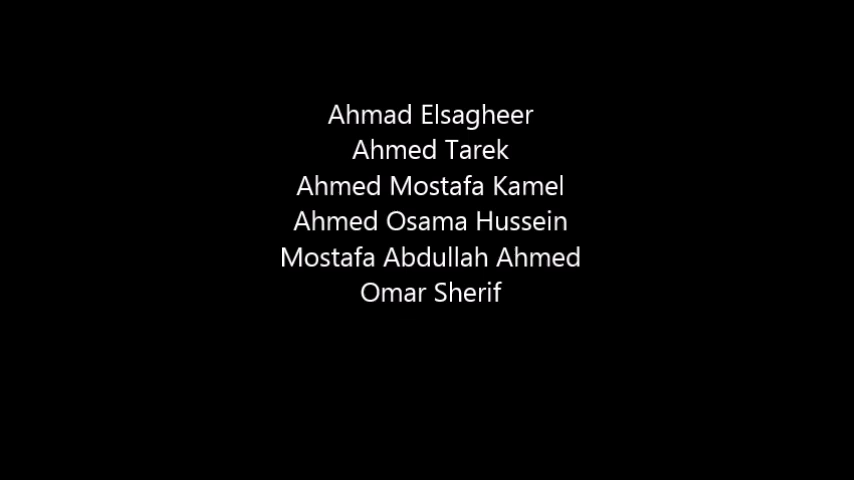 Ahmad Elsagheer
Ahmed Tarek
Ahmed Mostafa Kamel
Ahmed Osama Hussein
Mostafa Abdullah Ahmed
Omar Sherif